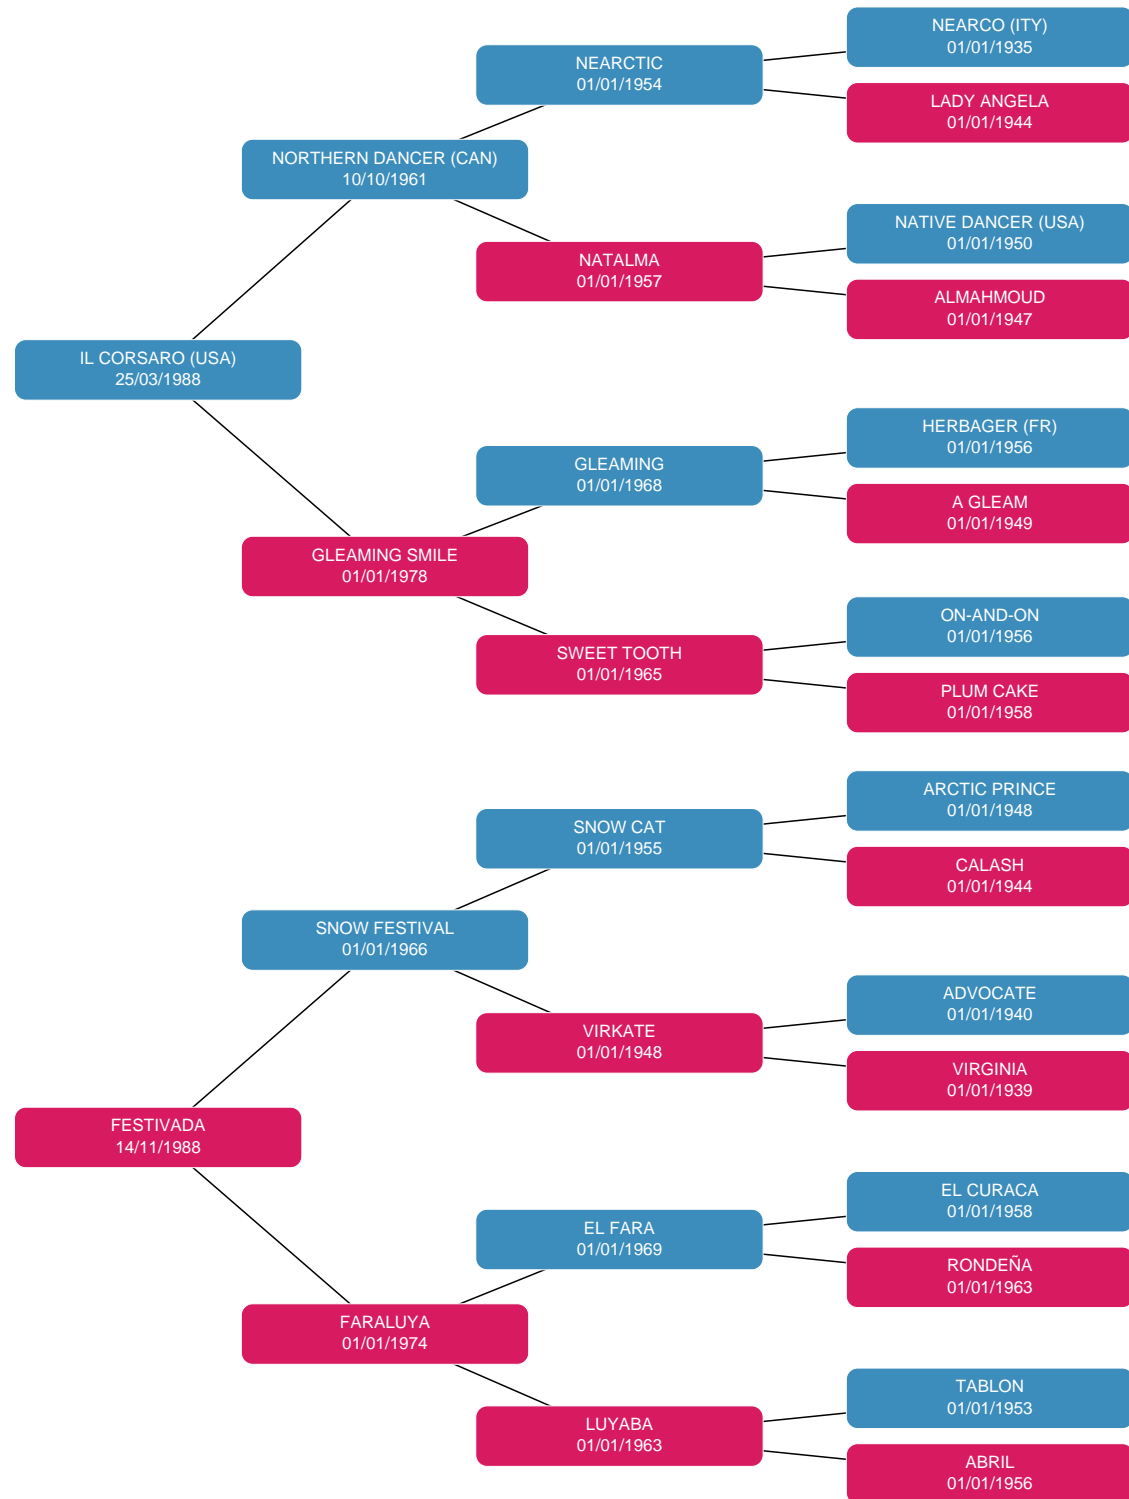 NEARCO (ITY)
01/01/1935
NEARCTIC
01/01/1954
LADY ANGELA
01/01/1944
NORTHERN DANCER (CAN)
10/10/1961
NATIVE DANCER (USA)
01/01/1950
NATALMA
01/01/1957
ALMAHMOUD
01/01/1947
IL CORSARO (USA)
25/03/1988
HERBAGER (FR)
01/01/1956
GLEAMING
01/01/1968
A GLEAM
01/01/1949
GLEAMING SMILE
01/01/1978
ON-AND-ON
01/01/1956
SWEET TOOTH
01/01/1965
PLUM CAKE
01/01/1958
ARCTIC PRINCE
01/01/1948
SNOW CAT
01/01/1955
CALASH
01/01/1944
SNOW FESTIVAL
01/01/1966
ADVOCATE
01/01/1940
VIRKATE
01/01/1948
VIRGINIA
01/01/1939
FESTIVADA
14/11/1988
EL CURACA
01/01/1958
EL FARA
01/01/1969
RONDEÑA
01/01/1963
FARALUYA
01/01/1974
TABLON
01/01/1953
LUYABA
01/01/1963
ABRIL
01/01/1956